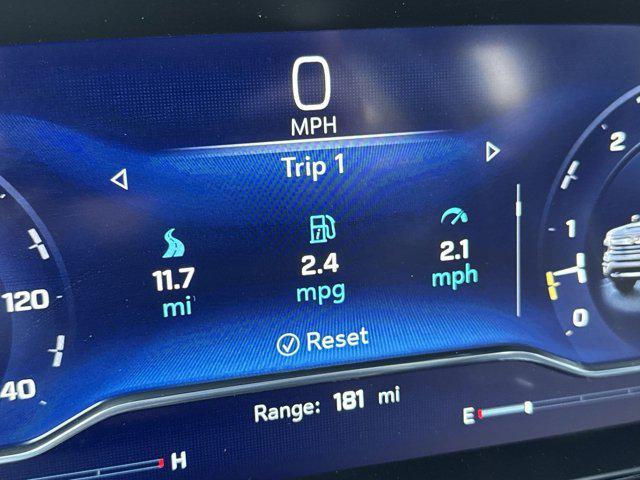 0
MPH
Trip 1
11.7 2.4 2.1
mi mpg mph
Reset
Range: 181 mi
120
40
2
1
0
E
H